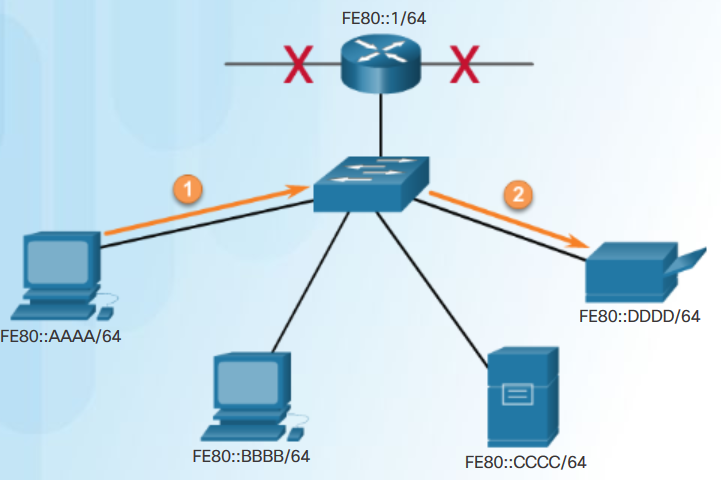 FE80::1/64
X X
1
2
FE80::AAAA/64
FE80::DDDD/64
FE80::BBBB/64
FE80::CCCC/64